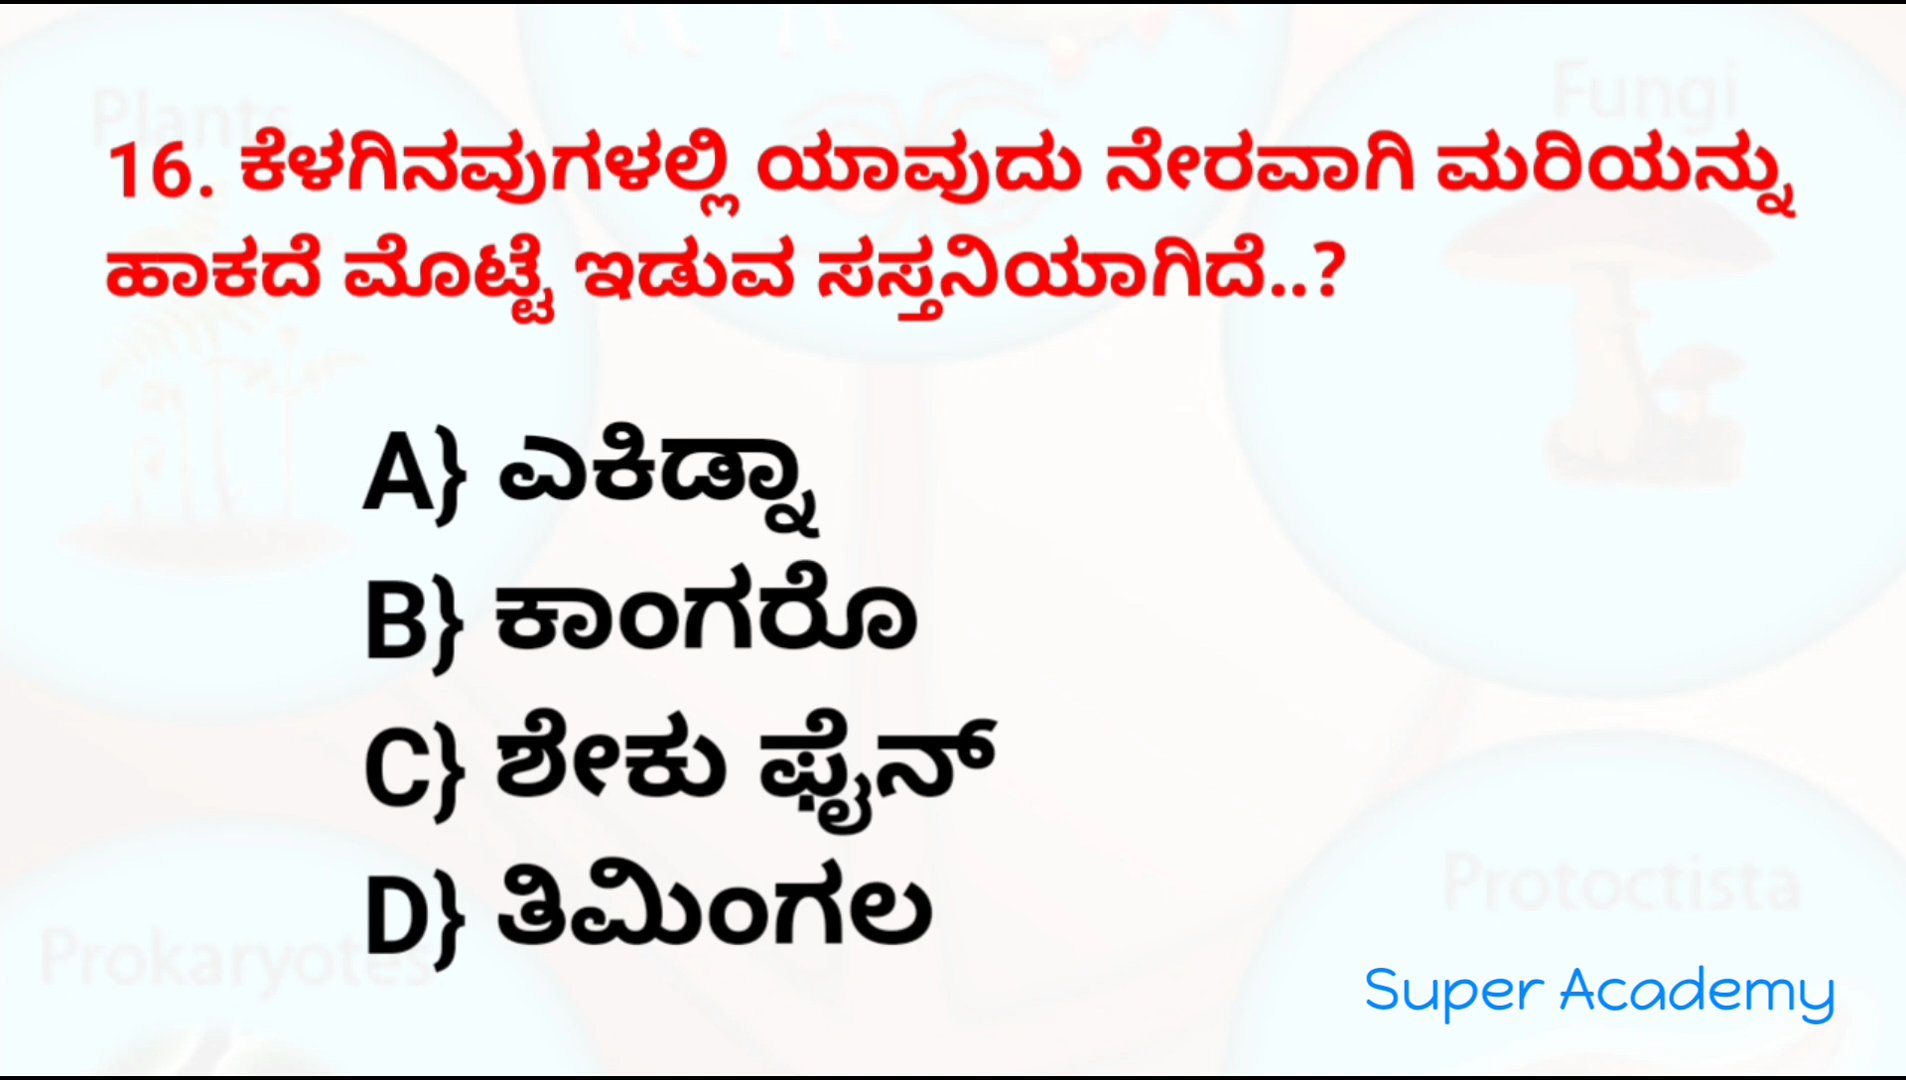 Plants
Fungi
16. ಕೆಳಗಿನವುಗಳಲ್ಲಿ ಯಾವುದು ನೇರವಾಗಿ ಮರಿಯನ್ನು
ಹಾಕದೆ ಮೊಟ್ಟೆ ಇಡುವ ಸಸ್ತನಿಯಾಗಿದೆ..?
A} ಎಕಿಡ್ನಾ
B} ಕಾಂಗರೊ
C} ಶೇಕು ಫೈನ್
D} ತಿಮಿಂಗಲ
Protoctista
Prokaryotes
Super Academy